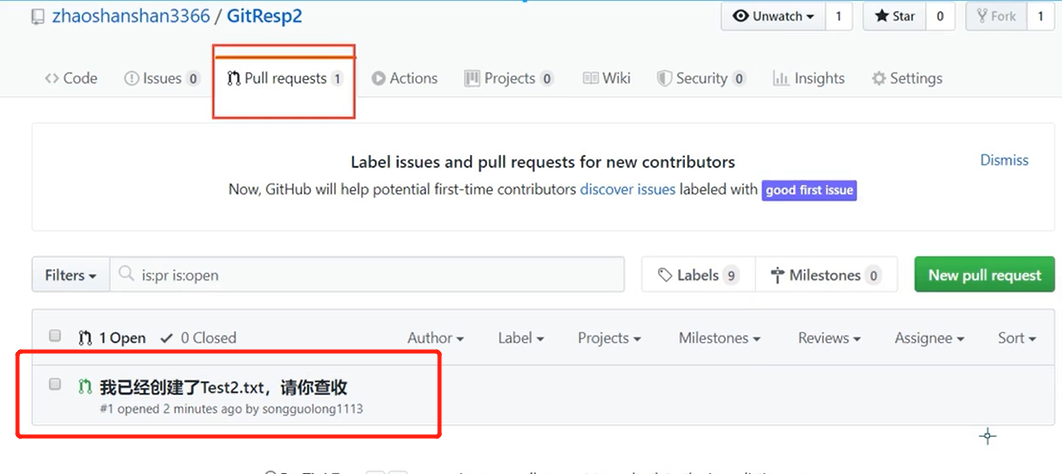 zhaoshanshan3366 / GitResp2
Unwatch 1 Star 0 Fork 1
Code Issues 0 Pull requests 1 Actions Projects 0 Wiki Security 0 Insights Settings
Label issues and pull requests for new contributors
Dismiss
Now, GitHub will help potential first-time contributors discover issues labeled with good first issue
Filters is:pr is:open Labels 9 Milestones 0 New pull request
1 Open 0 Closed Author Label Projects Milestones Reviews Assignee Sort
我已经创建了Test2.txt，请你查收
#1 opened 2 minutes ago by songguolong1113